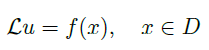 ℒu = f(x), x ∈ D